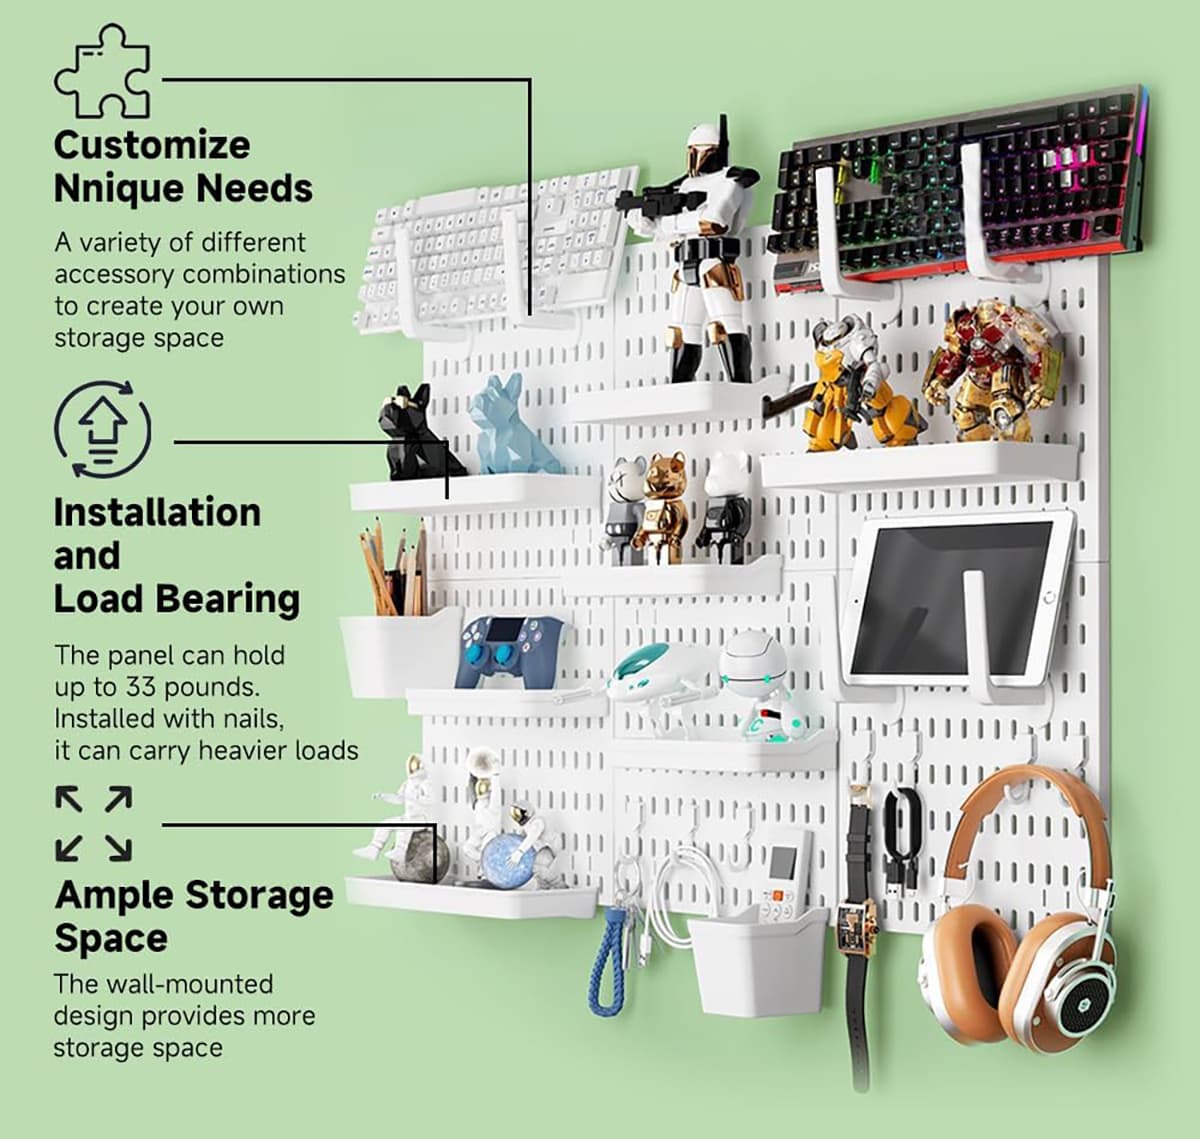 Customize
Nnique Needs
A variety of different
accessory combinations
to create your own
storage space
Installation
and
Load Bearing
The panel can hold
up to 33 pounds.
Installed with nails,
it can carry heavier loads
Ample Storage
Space
The wall-mounted
design provides more
storage space